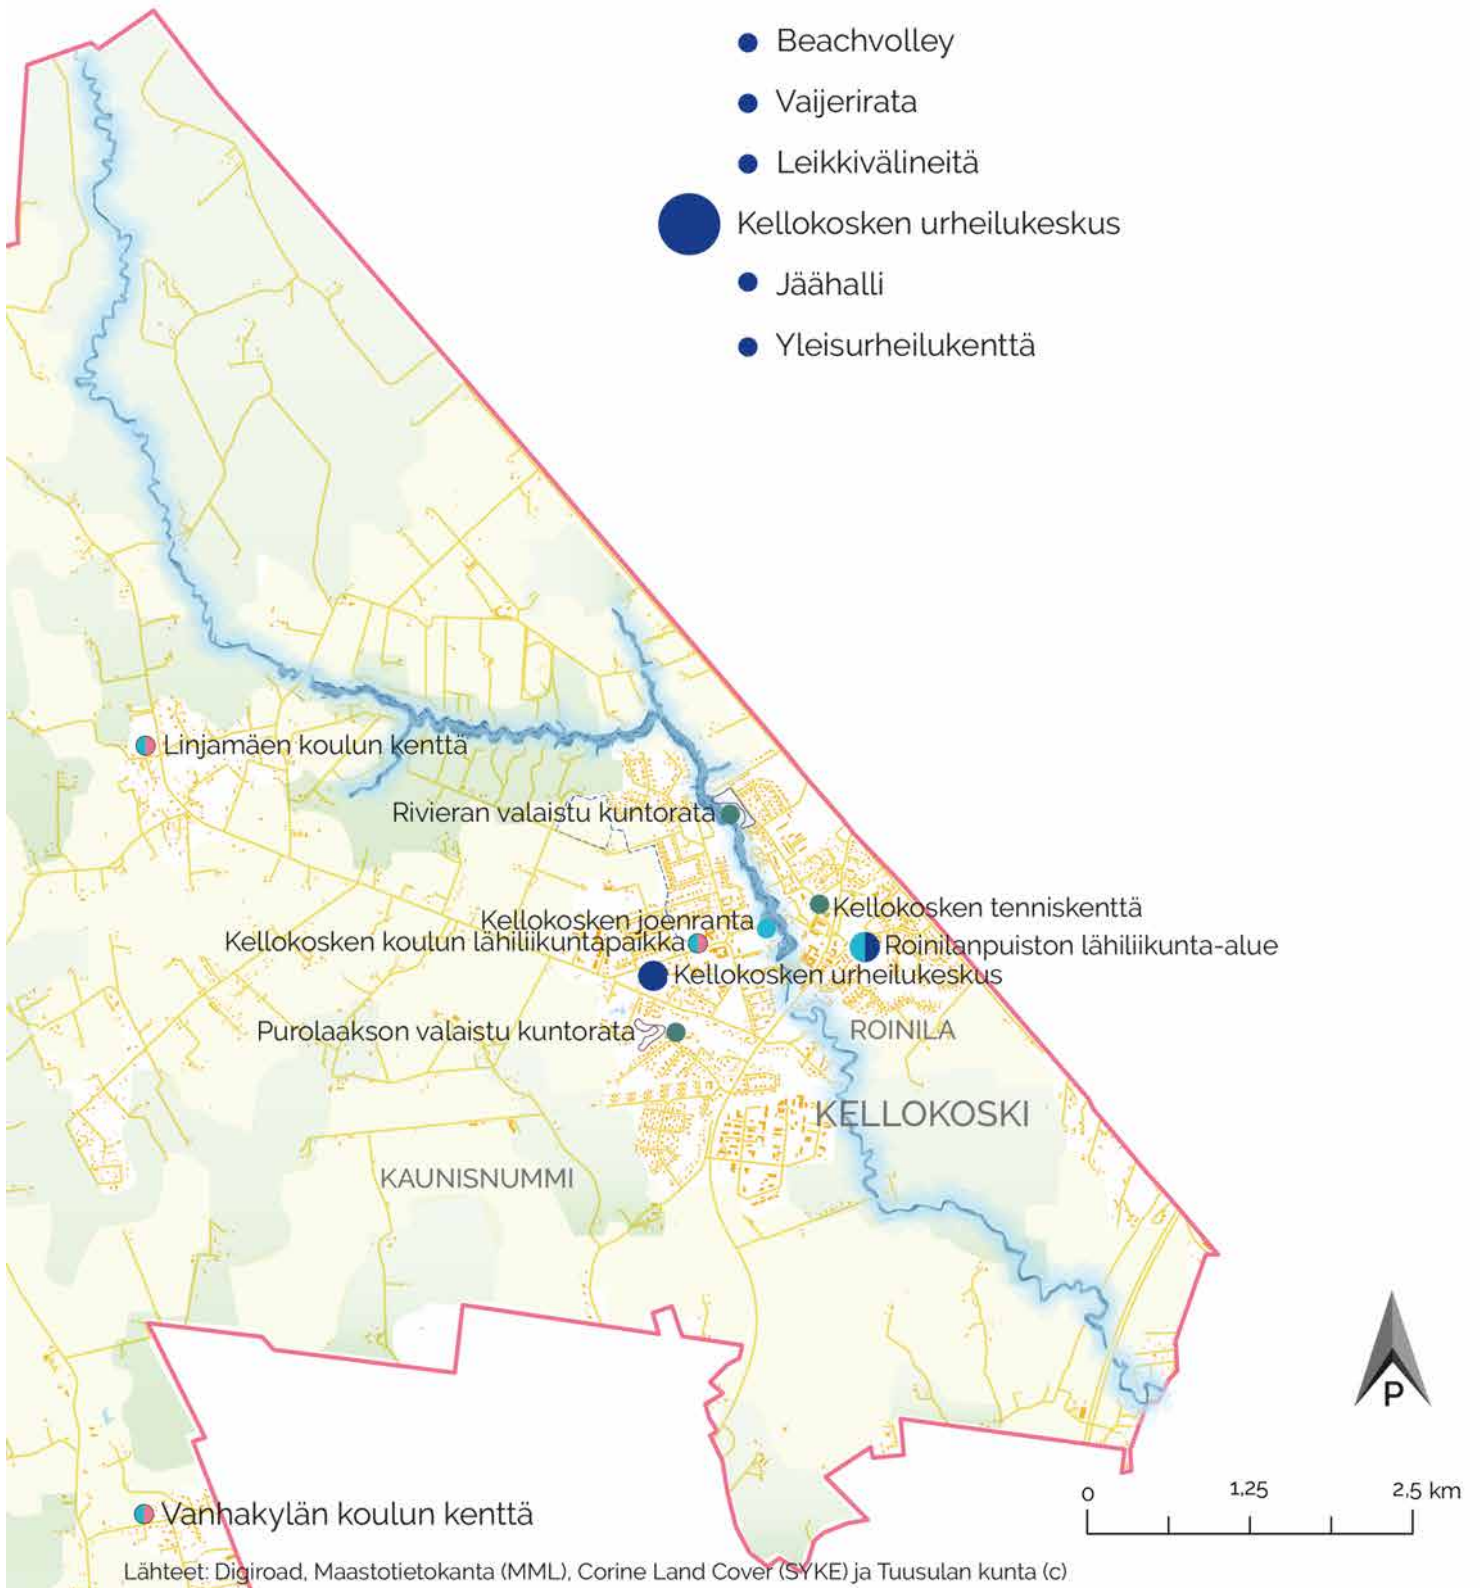 Beachvolley
Vaijerirata
Leikkivälineitä
Kellokosken urheilukeskus
Jäähalli
Yleisurheilukenttä
Linjamäen koulun kenttä
Rivieran valaistu kuntorata
Kellokosken tenniskenttä
Kellokosken joenranta
Kellokosken koulun lähiliikuntapaikka
Roinilanpuiston lähiliikunta-alue
Kellokosken urheilukeskus
Purolaakson valaistu kuntorata
ROINILA
KELLOKOSKI
KAUNISNUMMI
P
0 1,25 2,5 km
Vanhakylän koulun kenttä
Lähteet: Digiroad, Maastotietokanta (MML), Corine Land Cover (SYKE) ja Tuusulan kunta (c)